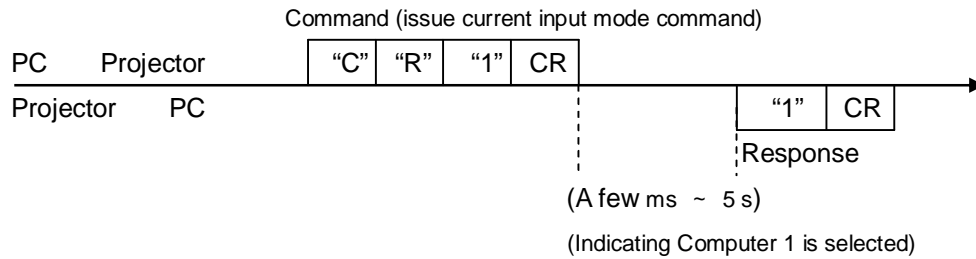 Command (issue current input mode command)
PC Projector “C” “R” “1” CR
Projector PC “1” CR
Response
(A few ms ~ 5 s)
(Indicating Computer 1 is selected)